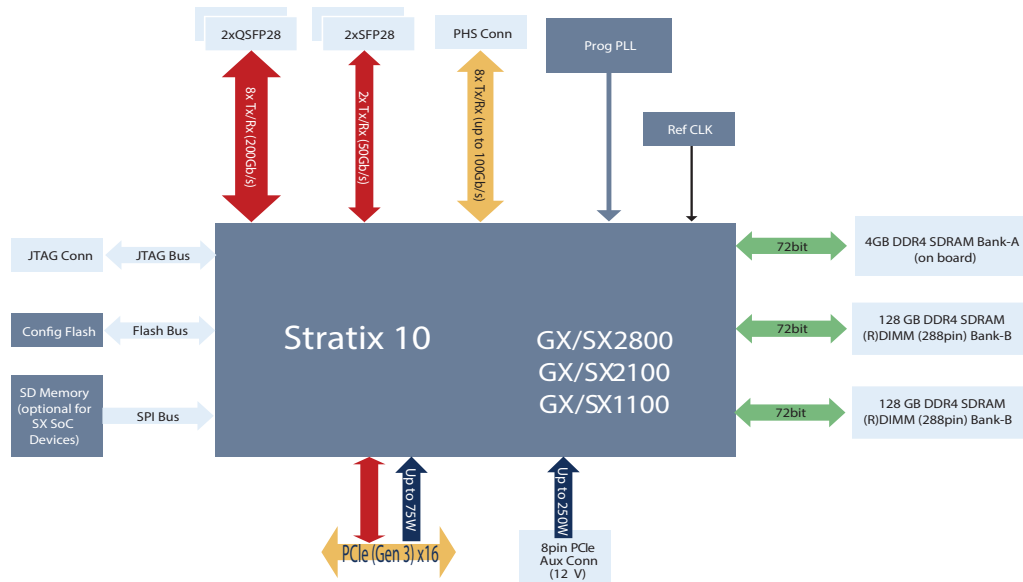 2xQSFP28
2xSFP28
PHS Conn
Prog PLL
Ref CLK
8x Tx/Rx (200Gb/s)
2x Tx/Rx (50Gb/s)
8x Tx/Rx (up to 100Gb/s)
JTAG Conn
JTAG Bus
Config Flash
Flash Bus
SD Memory
(optional for
SX SoC
Devices)
SPI Bus
Stratix 10
GX/SX2800
GX/SX2100
GX/SX1100
72bit
4GB DDR4 SDRAM Bank-A
(on board)
72bit
128 GB DDR4 SDRAM
(R)DIMM (288pin) Bank-B
72bit
128 GB DDR4 SDRAM
(R)DIMM (288pin) Bank-B
Up to 75W
PCIe (Gen 3) x16
Up to 250W
8pin PCIe
Aux Conn
(12 V)